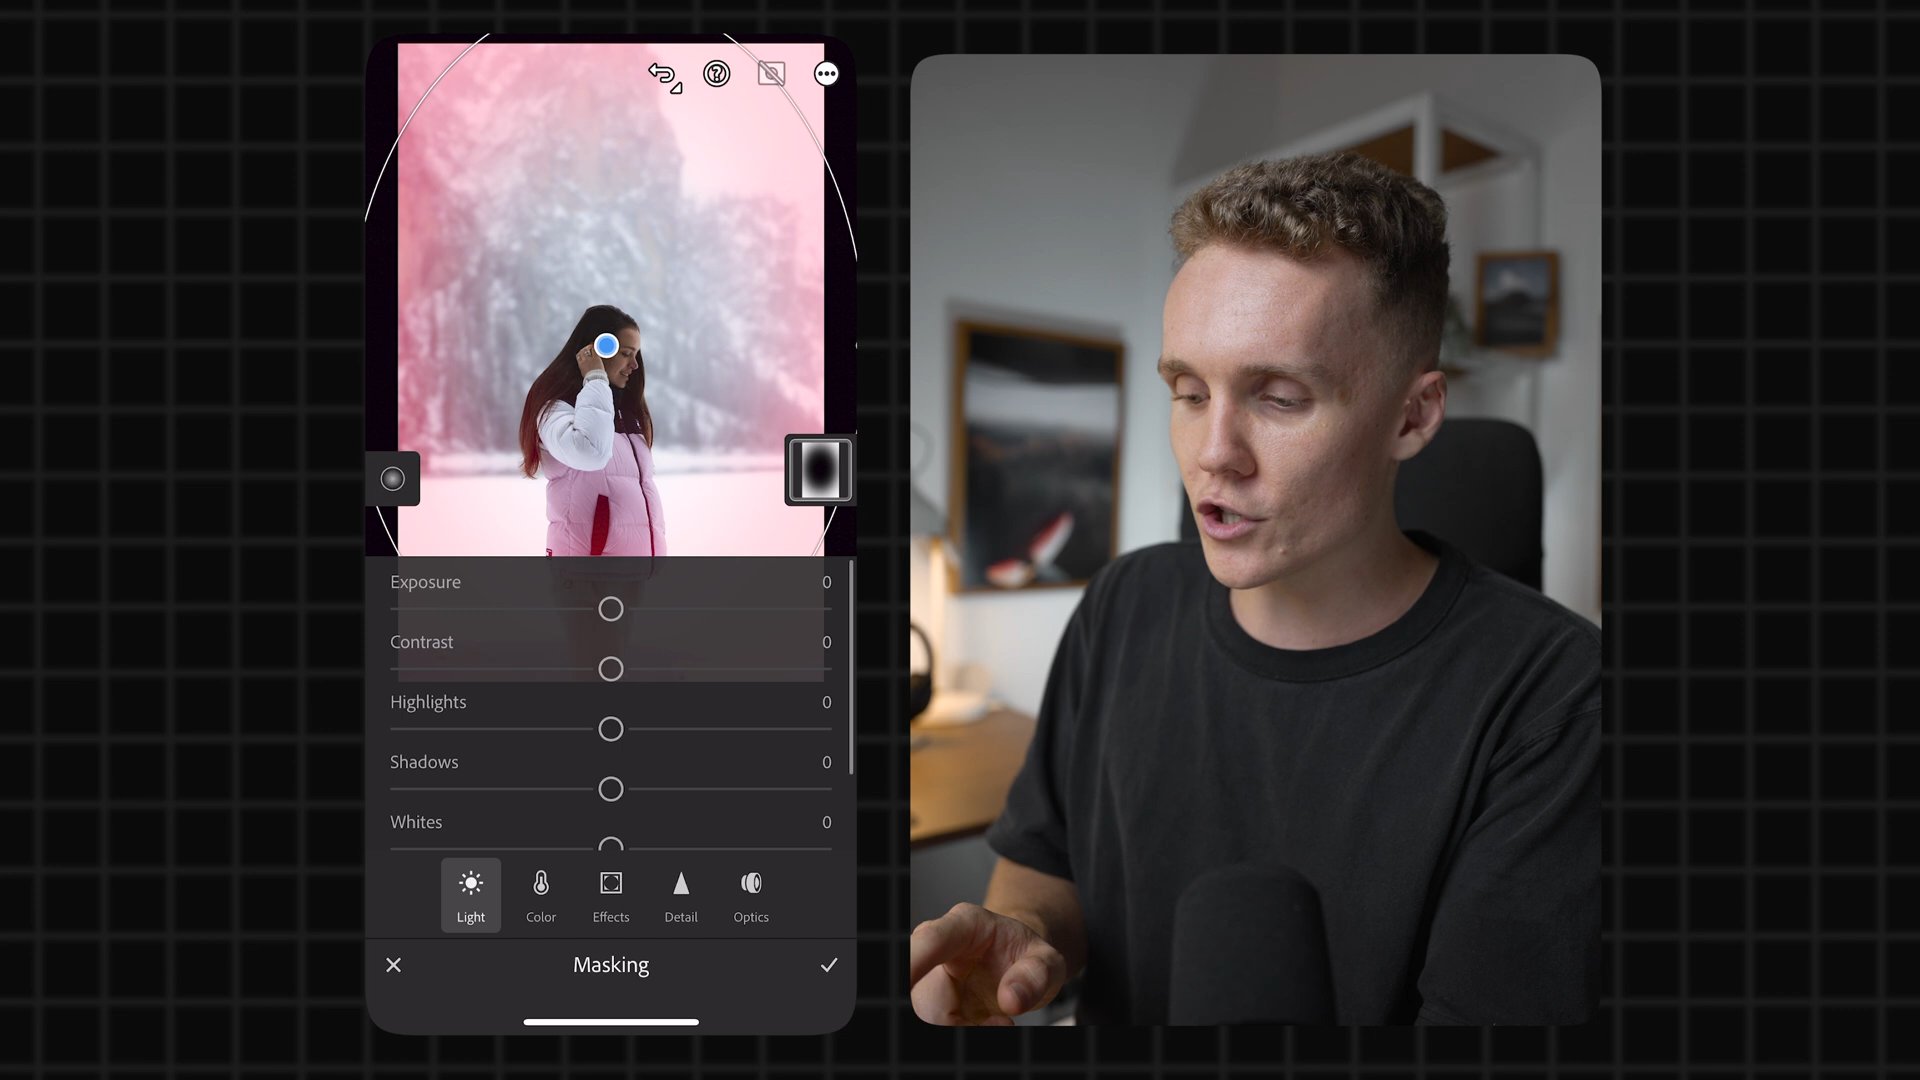 Exposure 0
Contrast 0
Highlights 0
Shadows 0
Whites 0
Light Color Effects Detail Optics
Masking